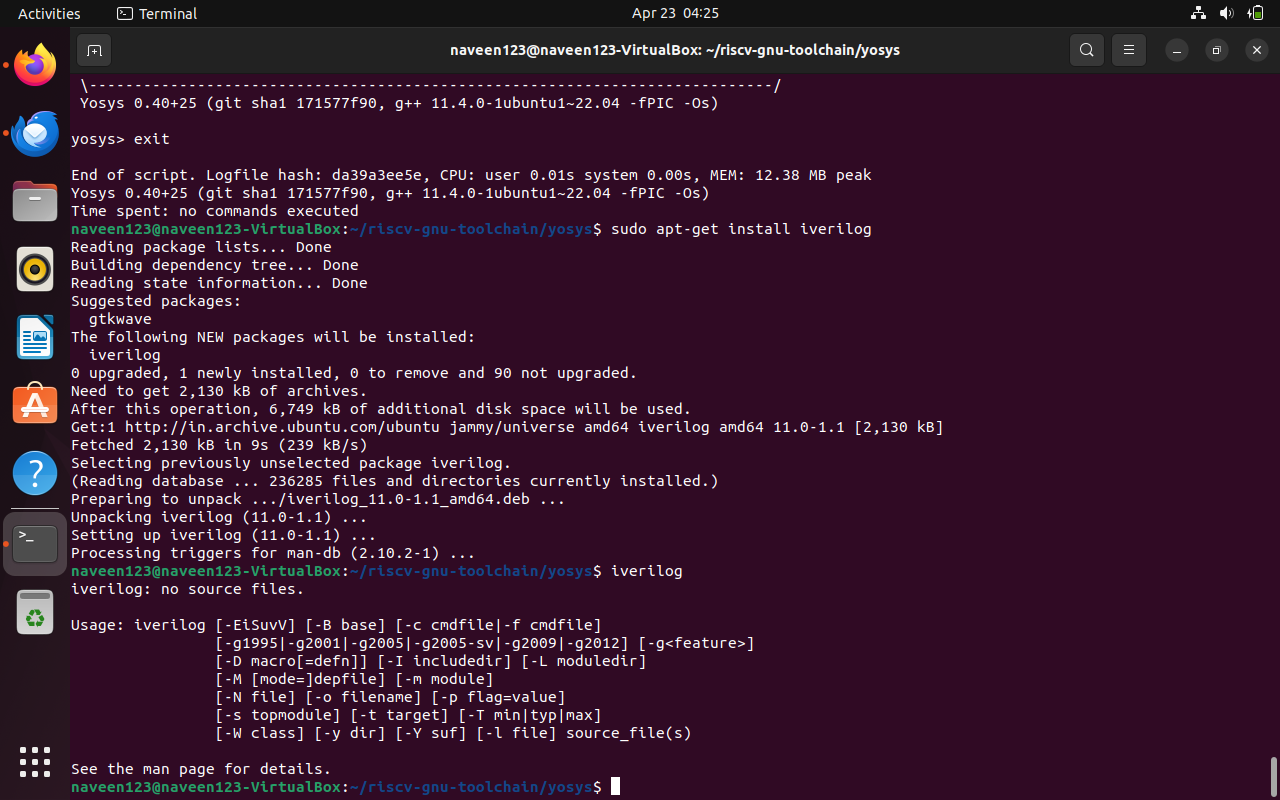 Activities Terminal Apr 23 04:25
naveen123@naveen123-VirtualBox: ~/riscv-gnu-toolchain/yosys
\----------------------------------------------------------------------------/
Yosys 0.40+25 (git sha1 171577f90, g++ 11.4.0-1ubuntu1~22.04 -fPIC -Os)
yosys> exit
End of script. Logfile hash: da39a3ee5e, CPU: user 0.01s system 0.00s, MEM: 12.38 MB peak
Yosys 0.40+25 (git sha1 171577f90, g++ 11.4.0-1ubuntu1~22.04 -fPIC -Os)
Time spent: no commands executed
naveen123@naveen123-VirtualBox:~/riscv-gnu-toolchain/yosys$ sudo apt-get install iverilog
Reading package lists... Done
Building dependency tree... Done
Reading state information... Done
Suggested packages:
  gtkwave
The following NEW packages will be installed:
  iverilog
0 upgraded, 1 newly installed, 0 to remove and 90 not upgraded.
Need to get 2,130 kB of archives.
After this operation, 6,749 kB of additional disk space will be used.
Get:1 http://in.archive.ubuntu.com/ubuntu jammy/universe amd64 iverilog amd64 11.0-1.1 [2,130 kB]
Fetched 2,130 kB in 9s (239 kB/s)
Selecting previously unselected package iverilog.
(Reading database ... 236285 files and directories currently installed.)
Preparing to unpack .../iverilog_11.0-1.1_amd64.deb ...
Unpacking iverilog (11.0-1.1) ...
Setting up iverilog (11.0-1.1) ...
Processing triggers for man-db (2.10.2-1) ...
naveen123@naveen123-VirtualBox:~/riscv-gnu-toolchain/yosys$ iverilog
iverilog: no source files.
Usage: iverilog [-EiSuvV] [-B base] [-c cmdfile|-f cmdfile]
                [-g1995|-g2001|-g2005|-g2005-sv|-g2009|-g2012] [-g<feature>]
                [-D macro[=defn]] [-I includedir] [-L moduledir]
                [-M [mode=]depfile] [-m module]
                [-N file] [-o filename] [-p flag=value]
                [-s topmodule] [-t target] [-T min|typ|max]
                [-W class] [-y dir] [-Y suf] [-l file] source_file(s)
See the man page for details.
naveen123@naveen123-VirtualBox:~/riscv-gnu-toolchain/yosys$